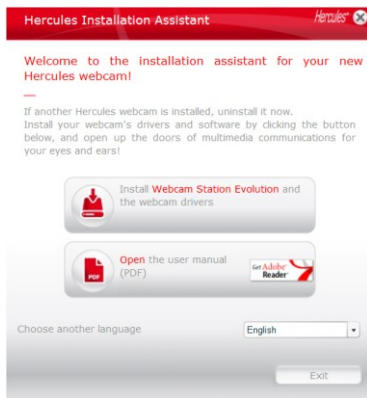 Hercules Installation Assistant
Hercules
Welcome to the installation assistant for your new
Hercules webcam!
If another Hercules webcam is installed, uninstall it now.
Install your webcam's drivers and software by clicking the button
below, and open up the doors of multimedia communications for
your eyes and ears!
Install Webcam Station Evolution and
the webcam drivers
PDF
Open the user manual
(PDF)
Get Adobe
Reader
Choose another language
English
Exit